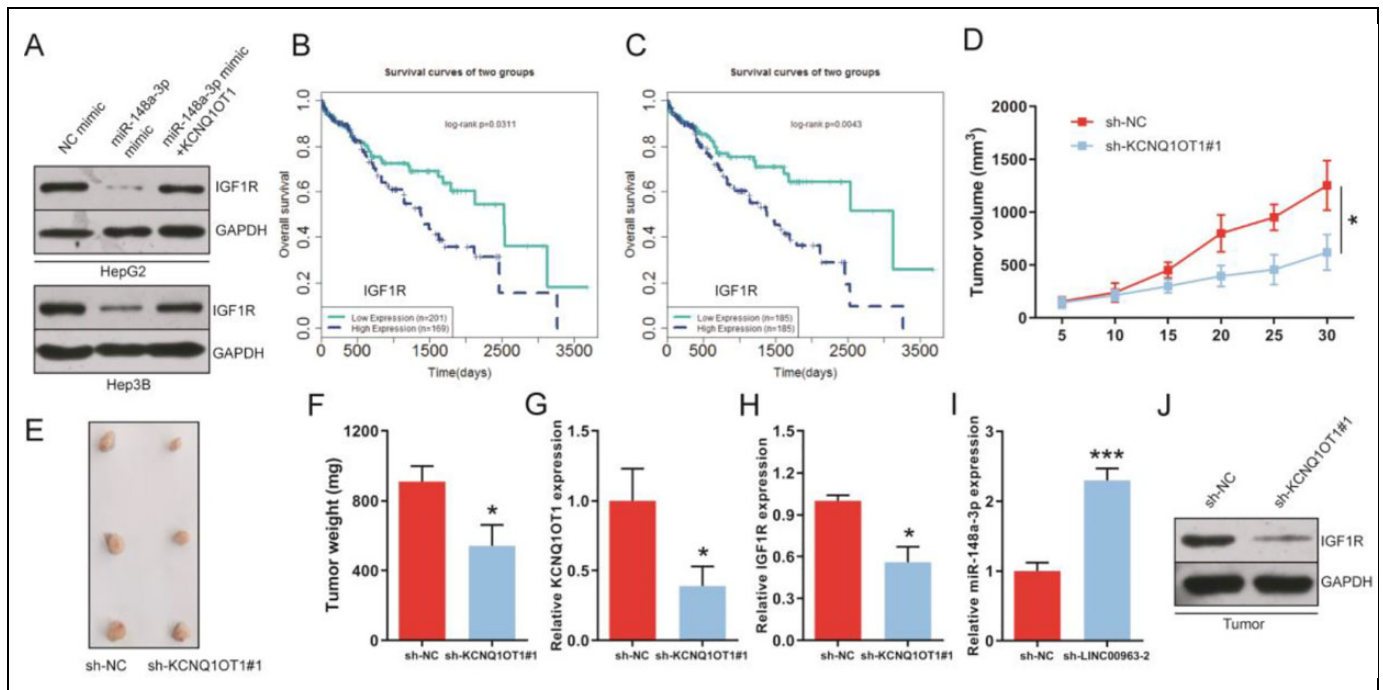 A
NC mimic
miR-148a-3p
mimic
miR-148a-3p mimic
+KCNQ1OT1
IGF1R
GAPDH
HepG2
IGF1R
GAPDH
Hep3B
B
Survival curves of two groups
log-rank p=0.0311
Overall survival
1.0
0.8
0.6
0.4
0.2
0.0
IGF1R
Low Expression (n=201)
High Expression (n=169)
0 500 1500 2500 3500
Time(days)
C
Survival curves of two groups
log-rank p=0.0043
Overall survival
1.0
0.8
0.6
0.4
0.2
0.0
IGF1R
Low Expression (n=185)
High Expression (n=185)
0 500 1500 2500 3500
Time(days)
D
sh-NC
sh-KCNQ1OT1#1
Tumor volume (mm³)
2000
1500
1000
500
0
5 10 15 20 25 30
*
E
sh-NC sh-KCNQ1OT1#1
F
Tumor weight (mg)
1200
800
400
0
*
sh-NC sh-KCNQ1OT1#1
G
Relative KCNQ1OT1 expression
1.5
1.0
0.5
0.0
*
sh-NC sh-KCNQ1OT1#1
H
Relative IGF1R expression
1.5
1.2
0.9
0.6
0.3
0.0
*
sh-NC sh-KCNQ1OT1#1
I
Relative miR-148a-3p expression
3
2
1
0
***
sh-NC sh-LINC00963-2
J
sh-NC
sh-KCNQ1OT1#1
IGF1R
GAPDH
Tumor